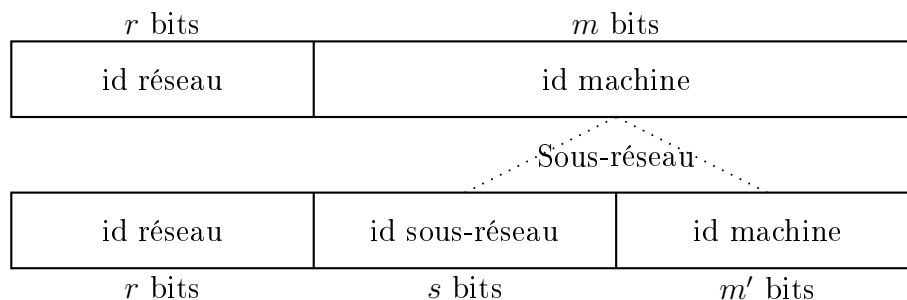 r bits m bits
id réseau id machine
Sous-réseau
id réseau id sous-réseau id machine
r bits s bits m′ bits